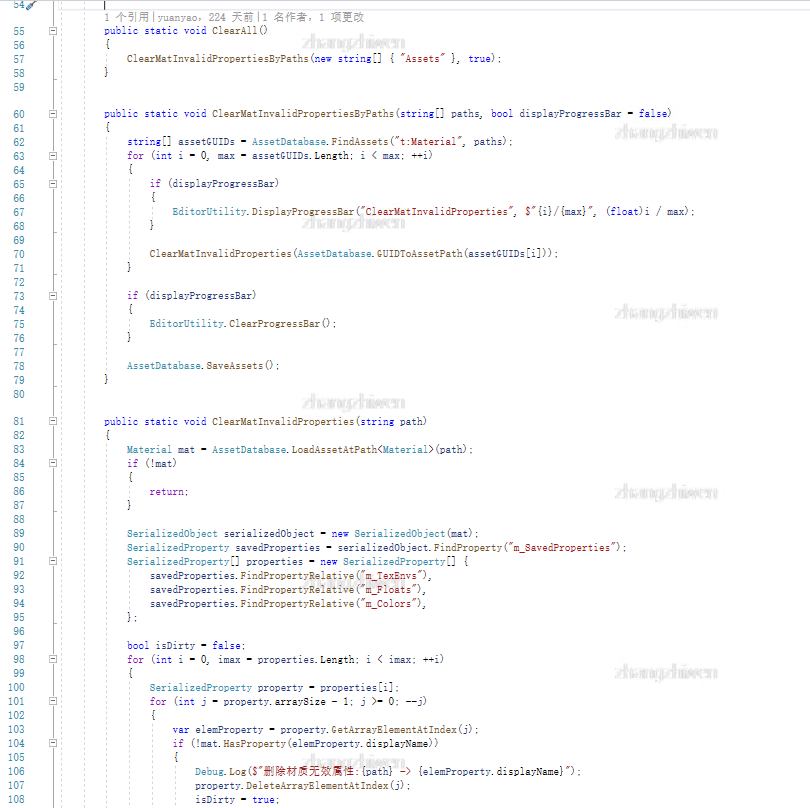 54
1 个引用|yuanyao，224 天前|1 名作者，1 项更改
55 public static void ClearAll()
56 {
57 ClearMatInvalidPropertiesByPaths(new string[] { "Assets" }, true);
58 }
59
60 public static void ClearMatInvalidPropertiesByPaths(string[] paths, bool displayProgressBar = false)
61 {
62 string[] assetGUIDs = AssetDatabase.FindAssets("t:Material", paths);
63 for (int i = 0, max = assetGUIDs.Length; i < max; ++i)
64 {
65 if (displayProgressBar)
66 {
67 EditorUtility.DisplayProgressBar("ClearMatInvalidProperties", $"{i}/{max}", (float)i / max);
68 }
69
70 ClearMatInvalidProperties(AssetDatabase.GUIDToAssetPath(assetGUIDs[i]));
71 }
72
73 if (displayProgressBar)
74 {
75 EditorUtility.ClearProgressBar();
76 }
77
78 AssetDatabase.SaveAssets();
79 }
80
81 public static void ClearMatInvalidProperties(string path)
82 {
83 Material mat = AssetDatabase.LoadAssetAtPath<Material>(path);
84 if (!mat)
85 {
86 return;
87 }
88
89 SerializedObject serializedObject = new SerializedObject(mat);
90 SerializedProperty savedProperties = serializedObject.FindProperty("m_SavedProperties");
91 SerializedProperty[] properties = new SerializedProperty[] {
92 savedProperties.FindPropertyRelative("m_TexEnvs"),
93 savedProperties.FindPropertyRelative("m_Floats"),
94 savedProperties.FindPropertyRelative("m_Colors"),
95 };
96
97 bool isDirty = false;
98 for (int i = 0, imax = properties.Length; i < imax; ++i)
99 {
100 SerializedProperty property = properties[i];
101 for (int j = property.arraySize - 1; j >= 0; --j)
102 {
103 var elemProperty = property.GetArrayElementAtIndex(j);
104 if (!mat.HasProperty(elemProperty.displayName))
105 {
106 Debug.Log($"删除材质无效属性:{path} -> {elemProperty.displayName}");
107 property.DeleteArrayElementAtIndex(j);
108 isDirty = true;
zhangzhiwen
zhangzhiwen
zhangzhiwen
zhangzhiwen
zhangzhiwen
zhangzhiwen
zhangzhiwen
zhangzhiwen
zhangzhiwen